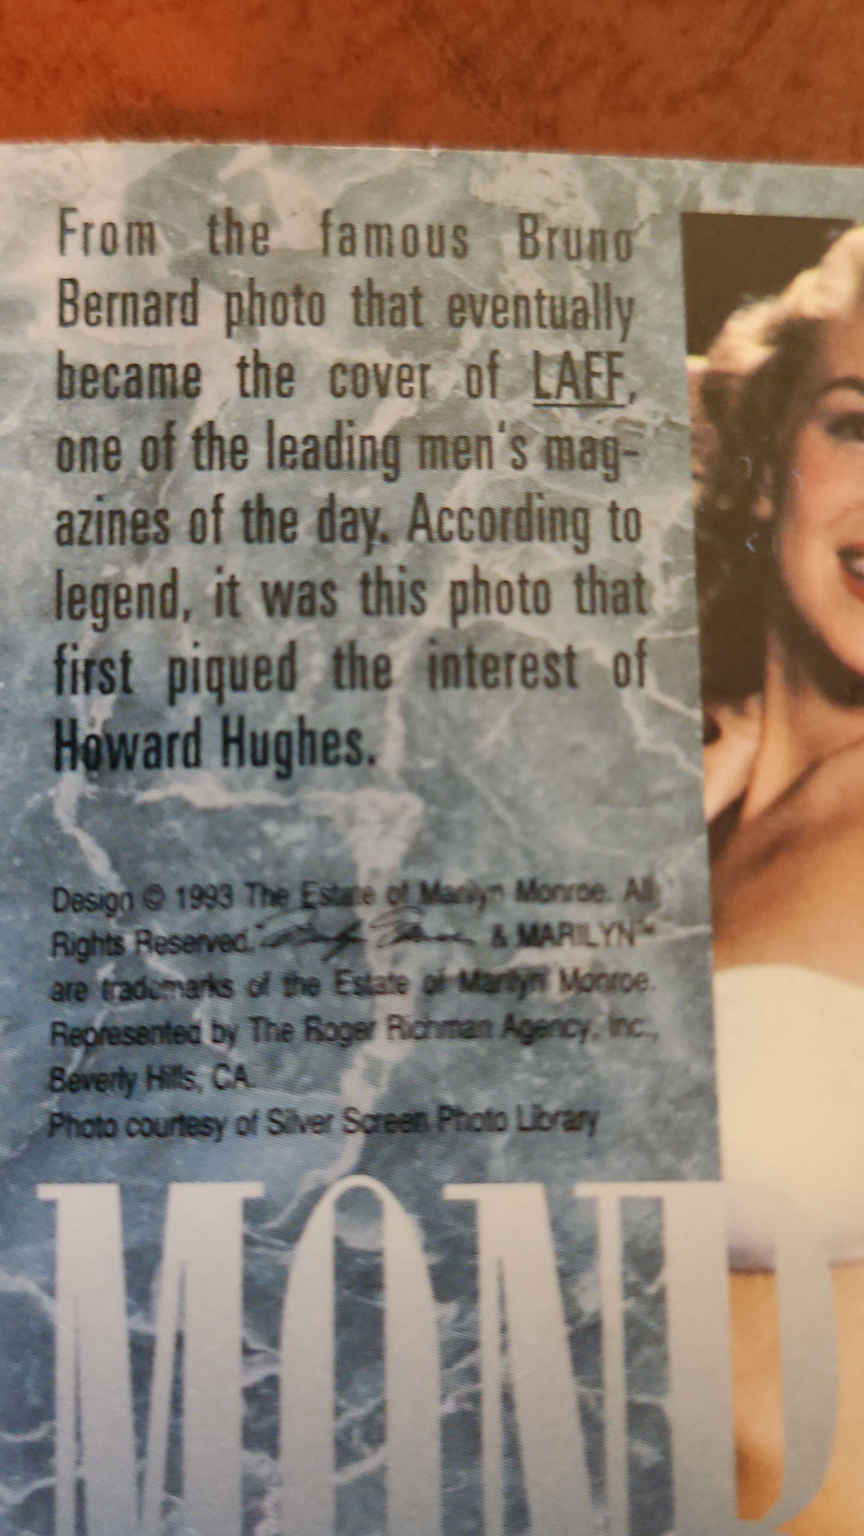 From the famous Bruno
Bernard photo that eventually
became the cover of LAFF,
one of the leading men's mag-
azines of the day. According to
legend, it was this photo that
first piqued the interest of
Howard Hughes.
Design © 1993 The Estate of Marilyn Monroe. All
Rights Reserved. Marilyn Monroe & MARILYN™
are trademarks of the Estate of Marilyn Monroe.
Represented by The Roger Richman Agency, Inc.,
Beverly Hills, CA.
Photo courtesy of Silver Screen Photo Library
MON